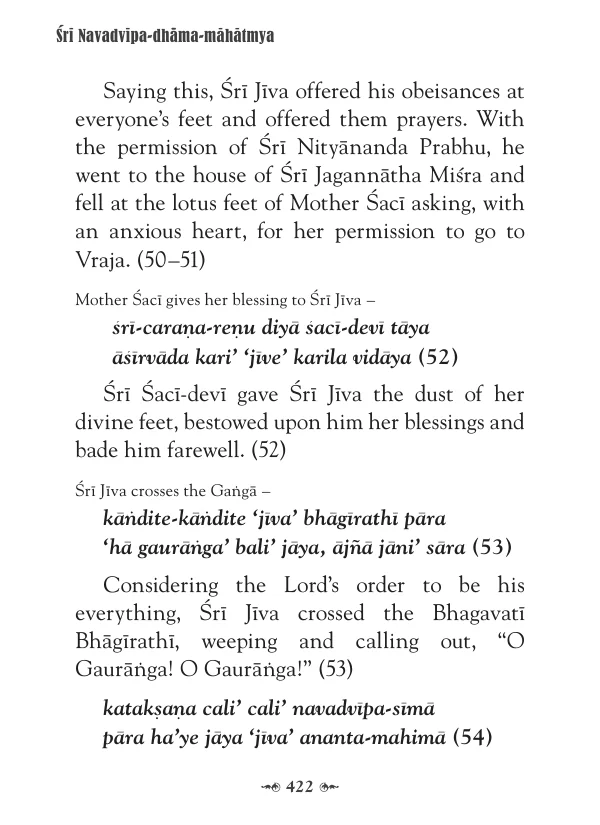 Śrī Navadvīpa-dhāma-māhātmya
Saying this, Śrī Jīva offered his obeisances at
everyone’s feet and offered them prayers. With
the permission of Śrī Nityānanda Prabhu, he
went to the house of Śrī Jagannātha Miśra and
fell at the lotus feet of Mother Śacī asking, with
an anxious heart, for her permission to go to
Vraja. (50–51)
Mother Śacī gives her blessing to Śrī Jīva –
śrī-caraṇa-reṇu diyā śacī-devī tāya
āśīrvāda kari’ ‘jīve’ karila vidāya (52)
Śrī Śacī-devī gave Śrī Jīva the dust of her
divine feet, bestowed upon him her blessings and
bade him farewell. (52)
Śrī Jīva crosses the Gaṅgā –
kāṅdite-kāṅdite ‘jīva’ bhāgīrathī pāra
‘hā gaurāṅga’ bali’ jāya, ājñā jāni’ sāra (53)
Considering the Lord’s order to be his
everything, Śrī Jīva crossed the Bhagavatī
Bhāgīrathī, weeping and calling out, “O
Gaurāṅga! O Gaurāṅga!” (53)
katakṣaṇa cali’ cali’ navadvīpa-sīmā
pāra ha’ye jāya ‘jīva’ ananta-mahimā (54)
422